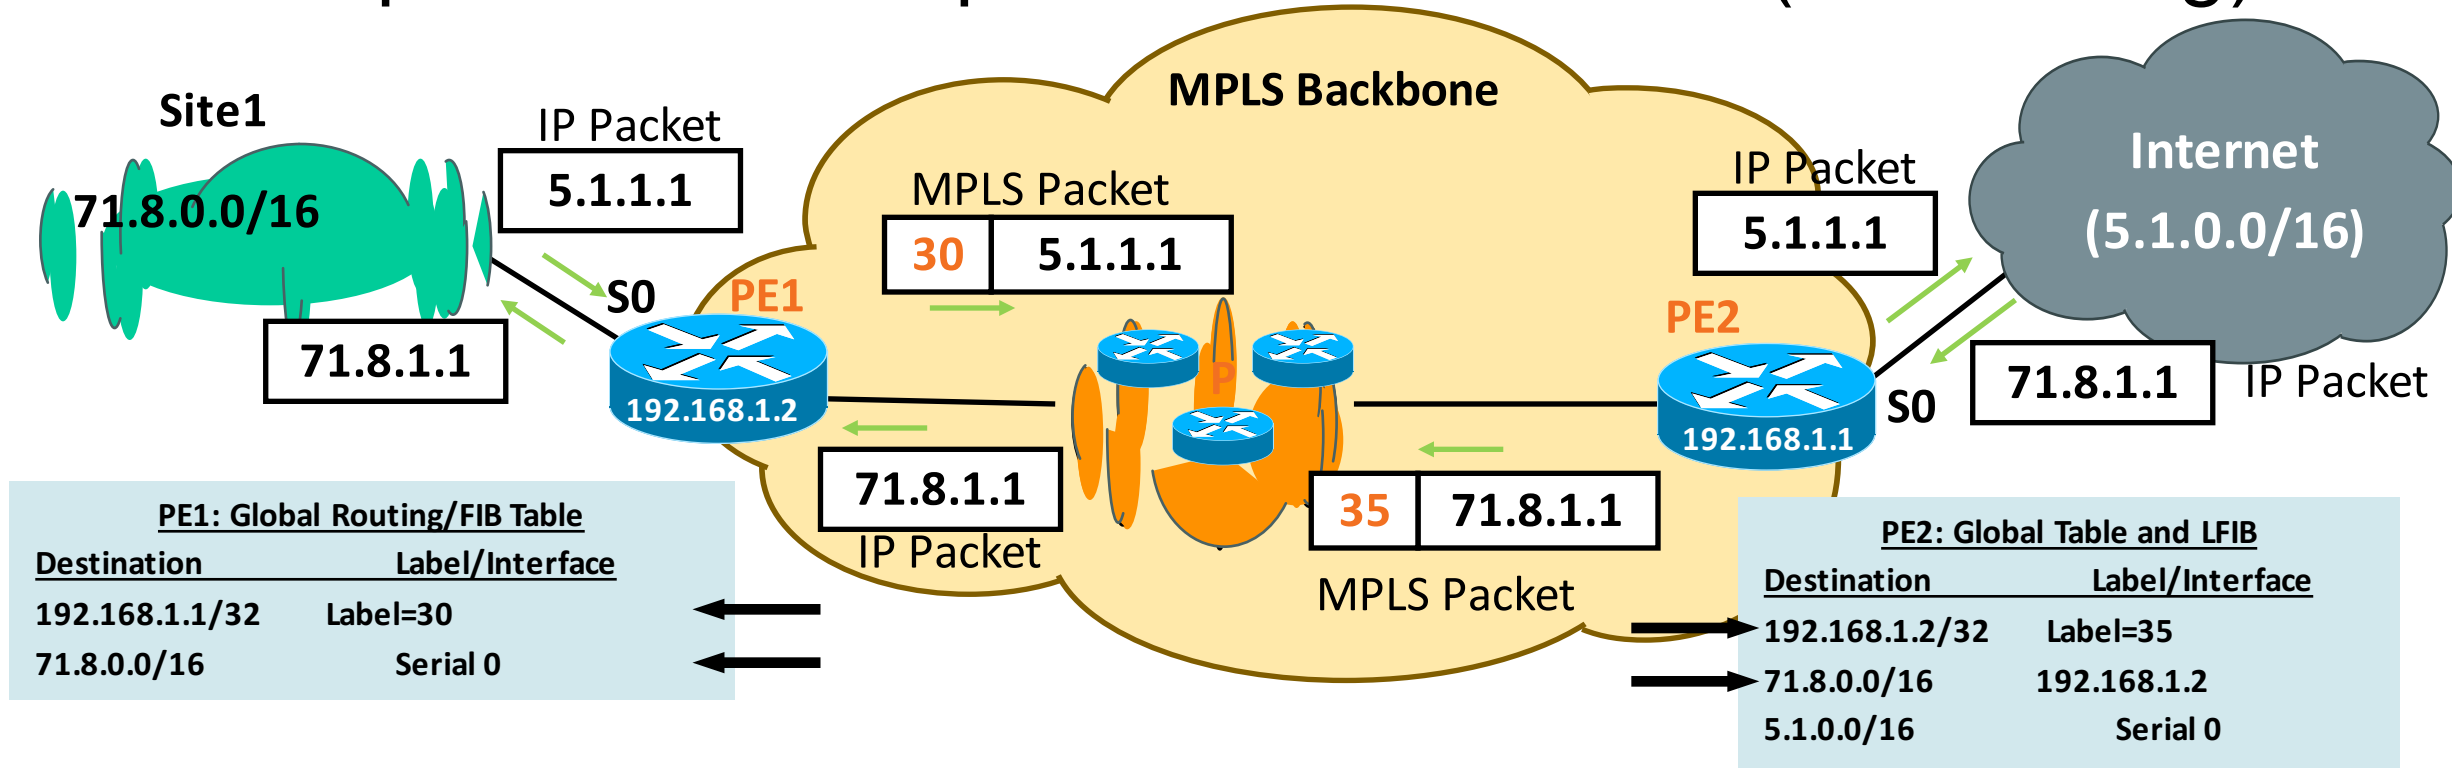 MPLS Backbone
Site1
IP Packet
5.1.1.1
71.8.0.0/16
MPLS Packet
30 5.1.1.1
IP Packet
5.1.1.1
Internet
(5.1.0.0/16)
S0
PE1
71.8.1.1
192.168.1.2
P
PE2
192.168.1.1
S0
71.8.1.1
IP Packet
71.8.1.1
IP Packet
35 71.8.1.1
MPLS Packet
PE1: Global Routing/FIB Table
Destination Label/Interface
192.168.1.1/32 Label=30
71.8.0.0/16 Serial 0
PE2: Global Table and LFIB
Destination Label/Interface
192.168.1.2/32 Label=35
71.8.0.0/16 192.168.1.2
5.1.0.0/16 Serial 0